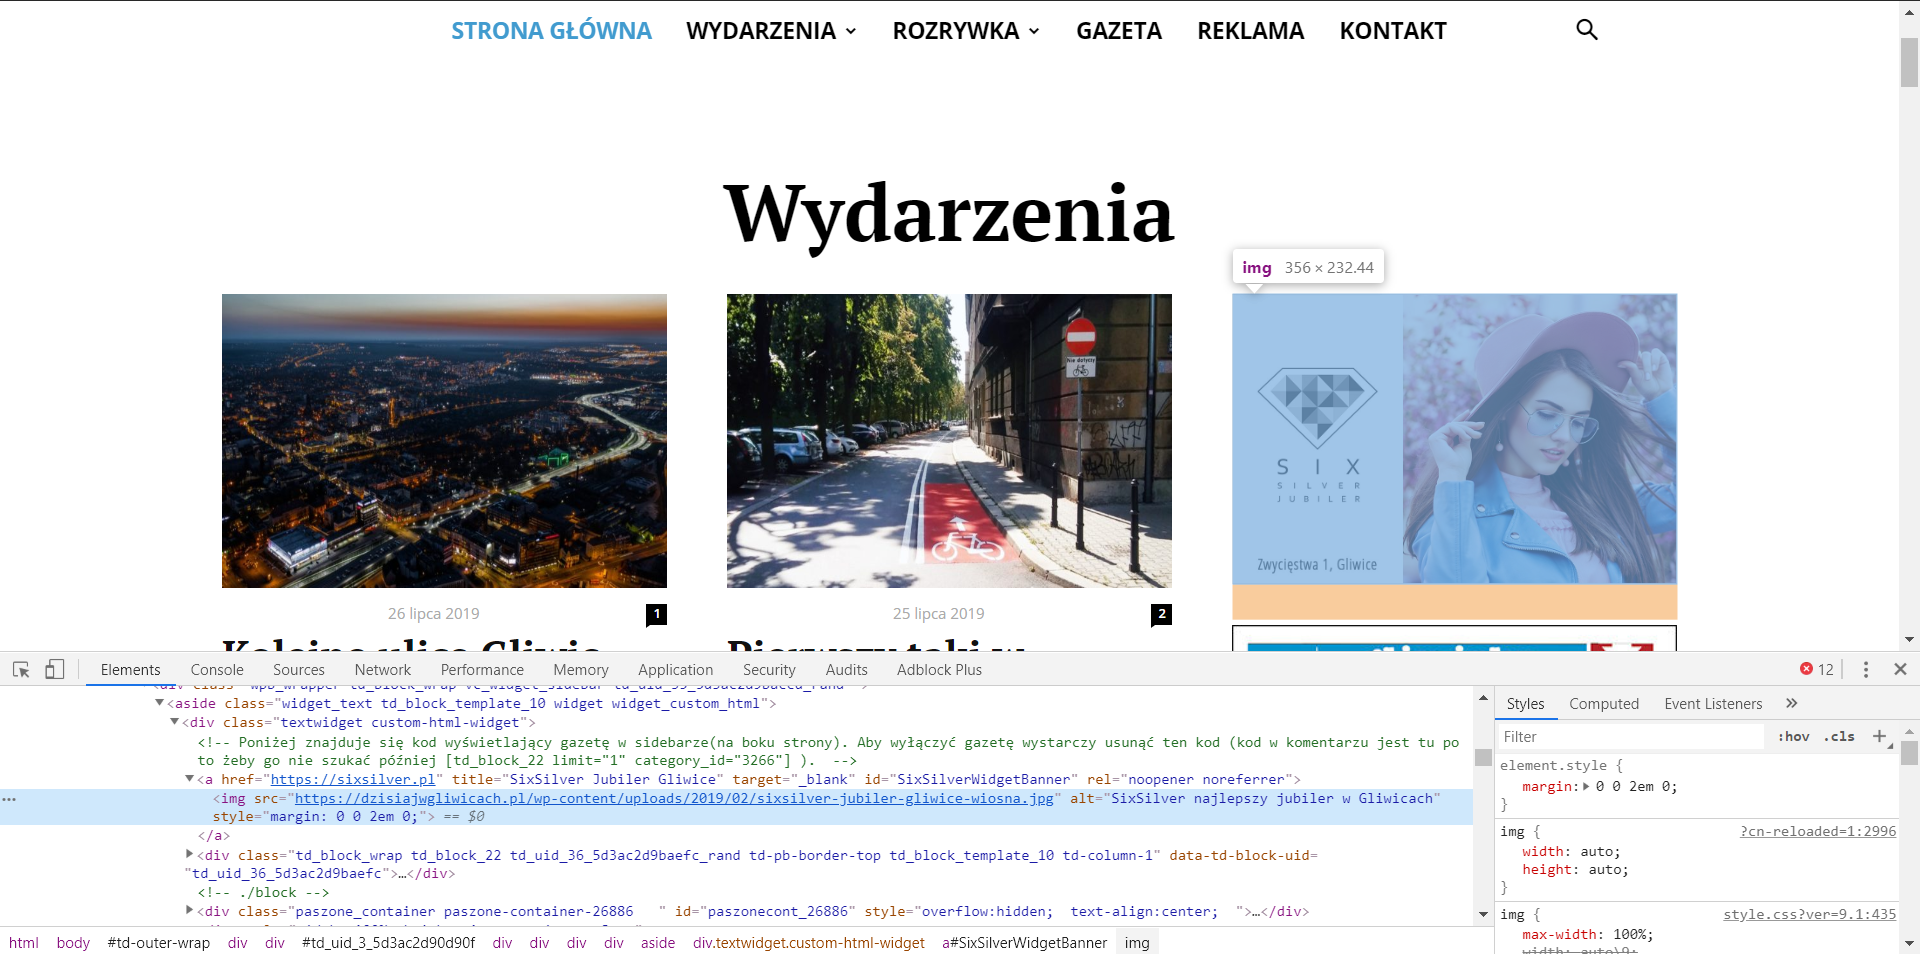 STRONA GŁÓWNA WYDARZENIA ROZRYWKA GAZETA REKLAMA KONTAKT
Wydarzenia
img 356 × 232.44
Nie dotyczy
SIX
SILVER
JUBILER
Zwycięstwa 1, Gliwice
26 lipca 2019 1
25 lipca 2019 2
Elements Console Sources Network Performance Memory Application Security Audits Adblock Plus 12
<aside class="widget_text td_block_template_10 widget widget_custom_html">
<div class="textwidget custom-html-widget">
<!-- Poniżej znajduje się kod wyświetlający gazetę w sidebarze(na boku strony). Aby wyłączyć gazetę wystarczy usunąć ten kod (kod w komentarzu jest tu po
to żeby go nie szukać później [td_block_22 limit="1" category_id="3266"] ).  -->
<a href="https://sixsilver.pl" title="SixSilver Jubiler Gliwice" target="_blank" id="SixSilverWidgetBanner" rel="noopener noreferrer">
<img src="https://dzisiajwgliwicach.pl/wp-content/uploads/2019/02/sixsilver-jubiler-gliwice-wiosna.jpg" alt="SixSilver najlepszy jubiler w Gliwicach"
style="margin: 0 0 2em 0;"> == $0
</a>
<div class="td_block_wrap td_block_22 td_uid_36_5d3ac2d9baefc_rand td-pb-border-top td_block_template_10 td-column-1" data-td-block-uid=
"td_uid_36_5d3ac2d9baefc">…</div>
<!-- ./block -->
<div class="paszone_container paszone-container-26886   " id="paszonecont_26886" style="overflow:hidden;  text-align:center;  ">…</div>
html body #td-outer-wrap div div #td_uid_3_5d3ac2d90d90f div div div div aside div.textwidget.custom-html-widget a#SixSilverWidgetBanner img
Styles Computed Event Listeners »
Filter :hov .cls +
element.style {
margin: 0 0 2em 0;
}
img { ?cn-reloaded=1:2996
width: auto;
height: auto;
}
img { style.css?ver=9.1:435
max-width: 100%;
width: auto\9;